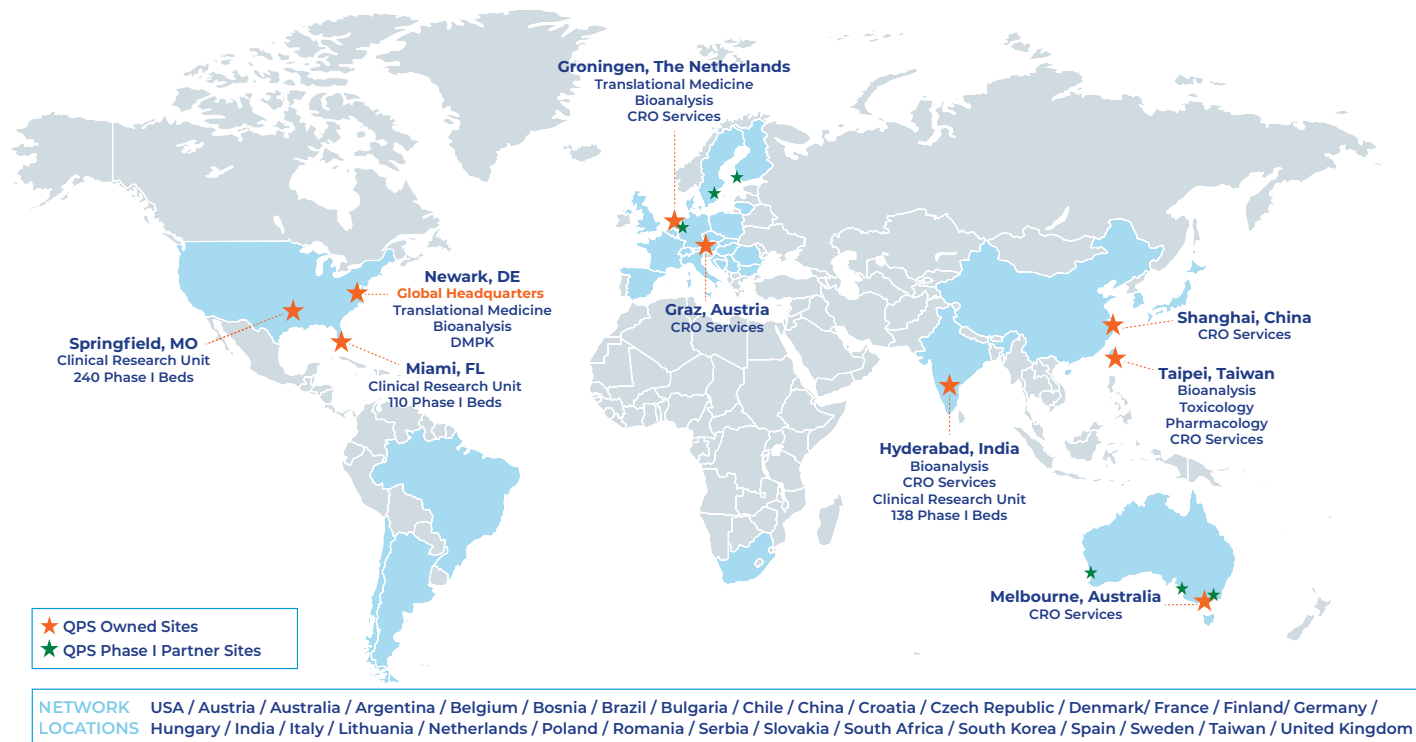 Groningen, The Netherlands
Translational Medicine
Bioanalysis
CRO Services
Newark, DE
Global Headquarters
Translational Medicine
Bioanalysis
DMPK
Springfield, MO
Clinical Research Unit
240 Phase I Beds
Miami, FL
Clinical Research Unit
110 Phase I Beds
Graz, Austria
CRO Services
Shanghai, China
CRO Services
Taipei, Taiwan
Bioanalysis
Toxicology
Pharmacology
CRO Services
Hyderabad, India
Bioanalysis
CRO Services
Clinical Research Unit
138 Phase I Beds
Melbourne, Australia
CRO Services
QPS Owned Sites
QPS Phase I Partner Sites
NETWORK USA / Austria / Australia / Argentina / Belgium / Bosnia / Brazil / Bulgaria / Chile / China / Croatia / Czech Republic / Denmark/ France / Finland/ Germany /
LOCATIONS Hungary / India / Italy / Lithuania / Netherlands / Poland / Romania / Serbia / Slovakia / South Africa / South Korea / Spain / Sweden / Taiwan / United Kingdom